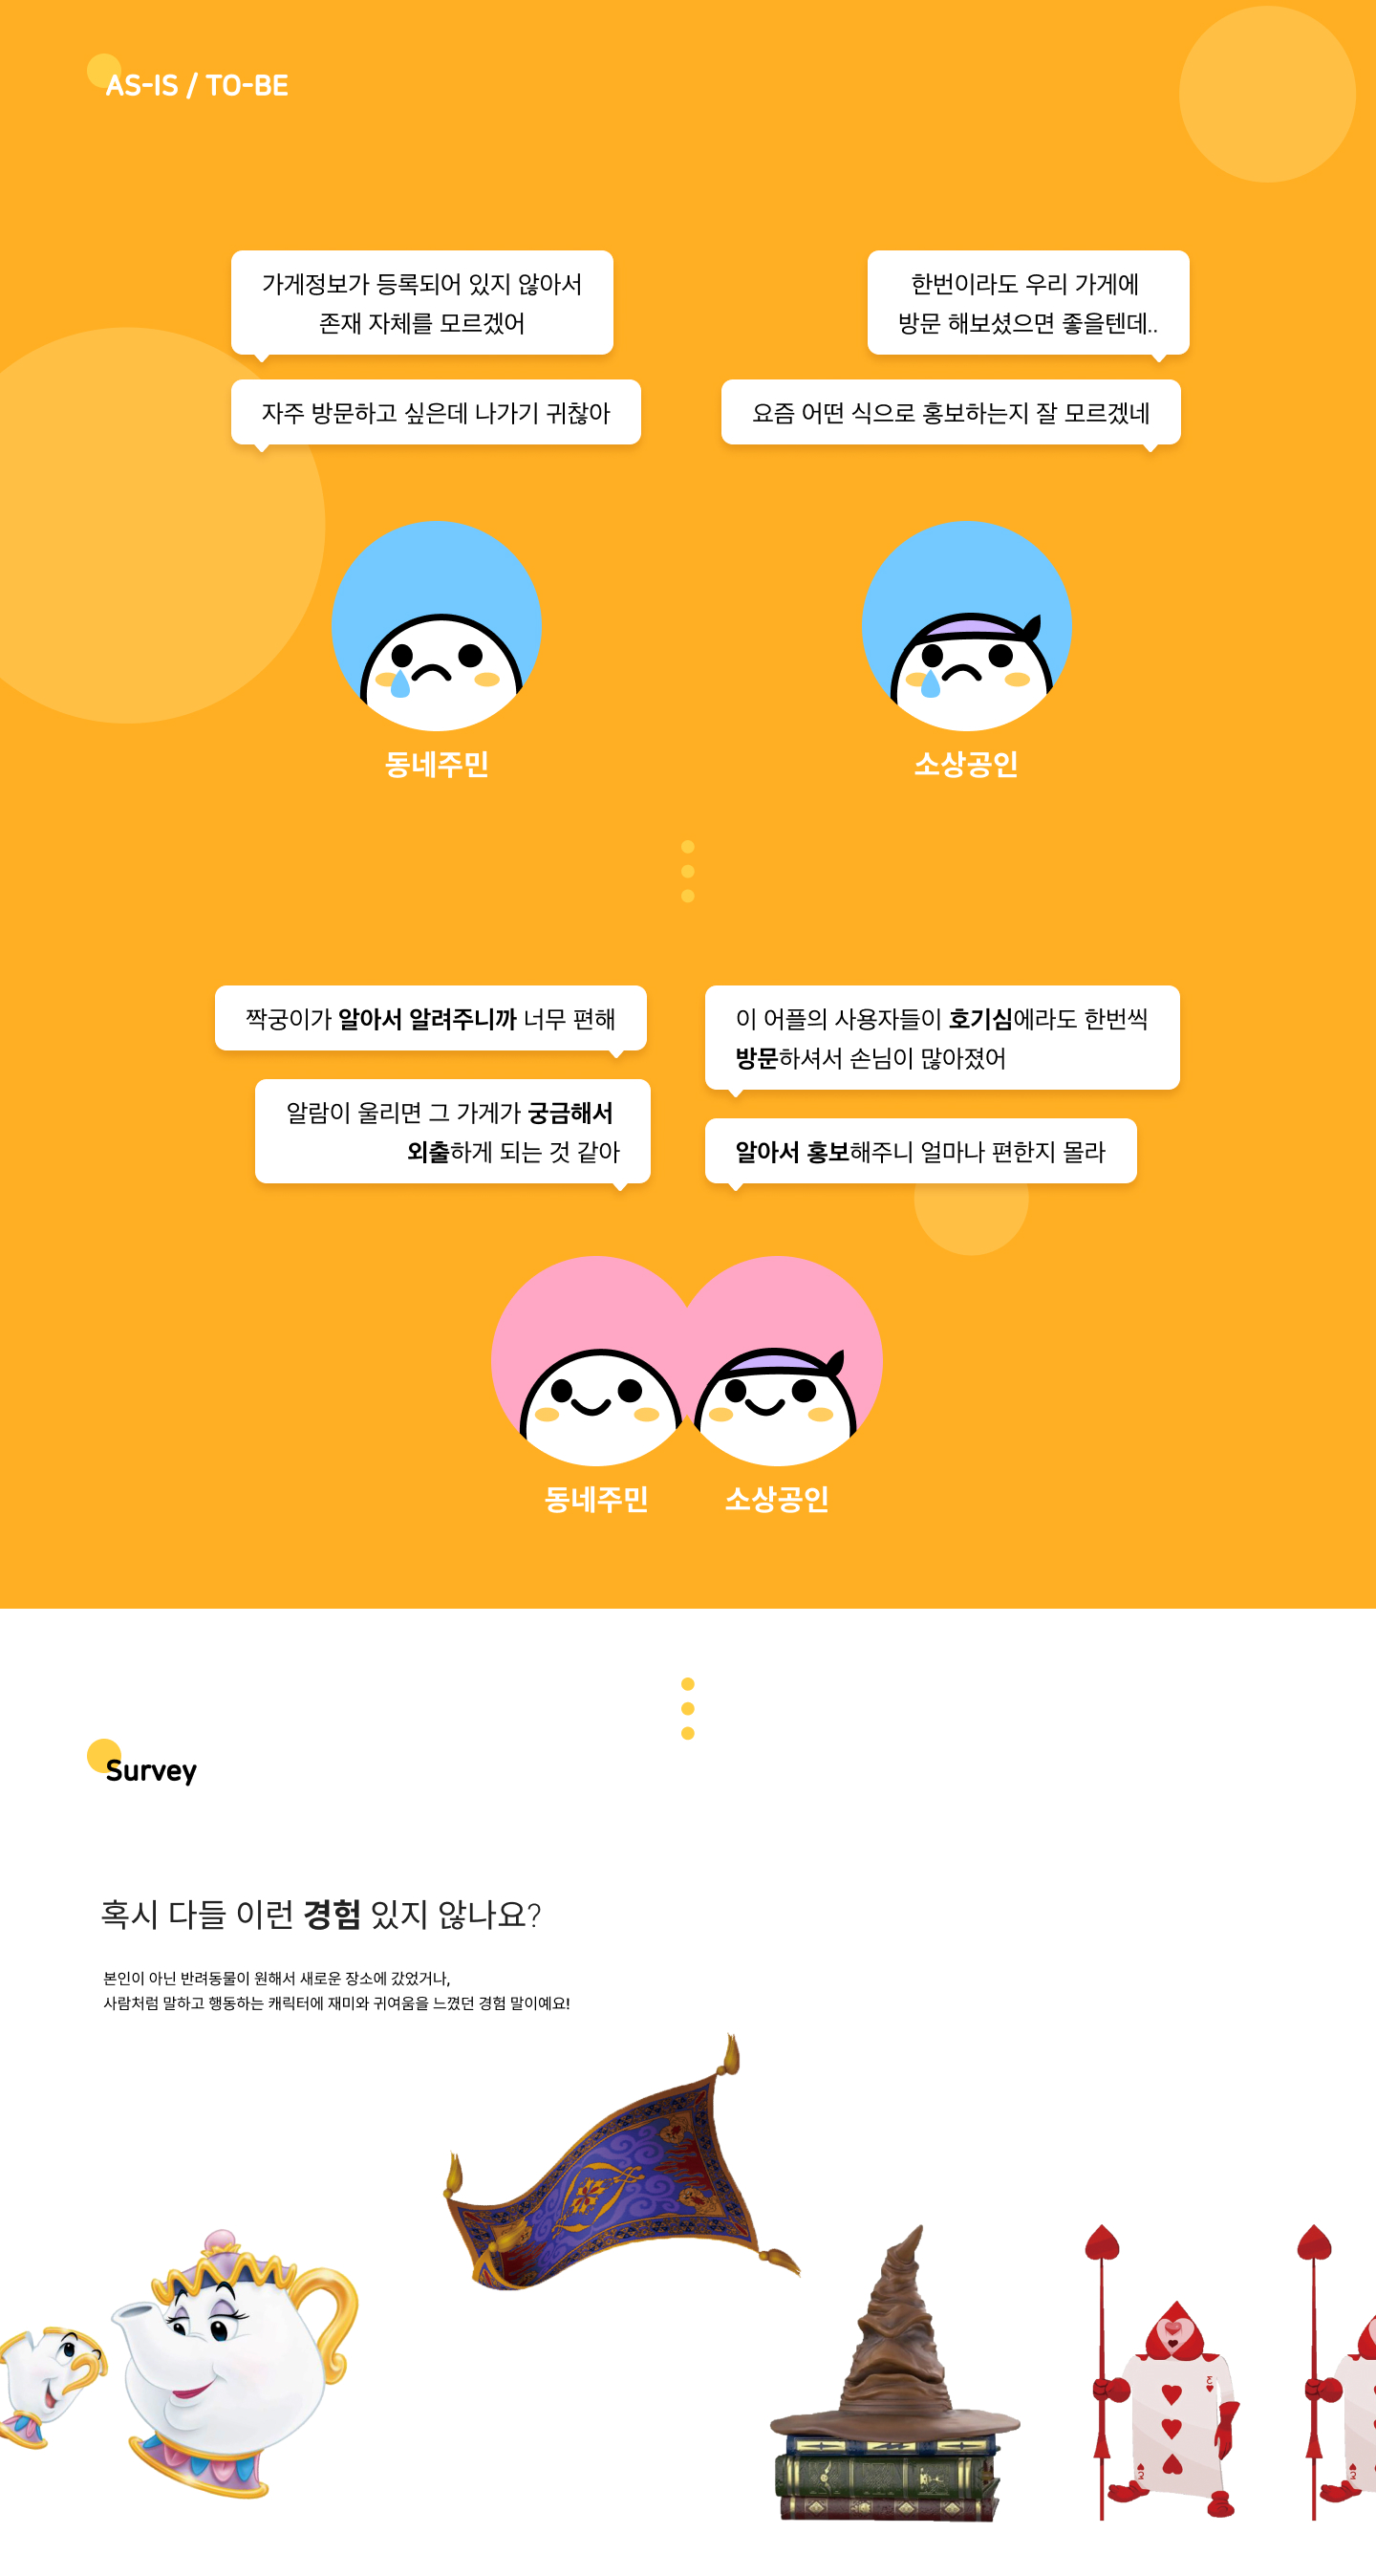 AS-IS / TO-BE
가게정보가 등록되어 있지 않아서
존재 자체를 모르겠어
자주 방문하고 싶은데 나가기 귀찮아
한번이라도 우리 가게에
방문 해보셨으면 좋을텐데..
요즘 어떤 식으로 홍보하는지 잘 모르겠네
동네주민
소상공인
짝궁이가 알아서 알려주니까 너무 편해
알람이 울리면 그 가게가 궁금해서
외출하게 되는 것 같아
이 어플의 사용자들이 호기심에라도 한번씩
방문하셔서 손님이 많아졌어
알아서 홍보해주니 얼마나 편한지 몰라
동네주민
소상공인
Survey
혹시 다들 이런 경험 있지 않나요?
본인이 아닌 반려동물이 원해서 새로운 장소에 갔었거나,
사람처럼 말하고 행동하는 캐릭터에 재미와 귀여움을 느꼈던 경험 말이예요!